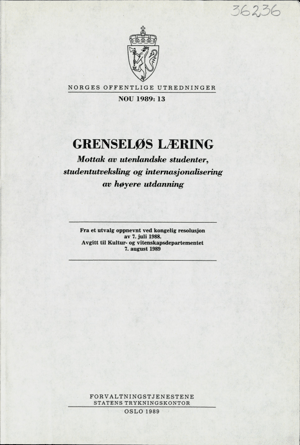 36236
NORGES OFFENTLIGE UTREDNINGER
NOU 1989: 13
GRENSELØS LÆRING
Mottak av utenlandske studenter,
studentutveksling og internasjonalisering
av høyere utdanning
Fra et utvalg oppnevnt ved kongelig resolusjon
av 7. juli 1988.
Avgitt til Kultur- og vitenskapsdepartementet
7. august 1989
FORVALTNINGSTJENESTENE
STATENS TRYKNINGSKONTOR
OSLO 1989